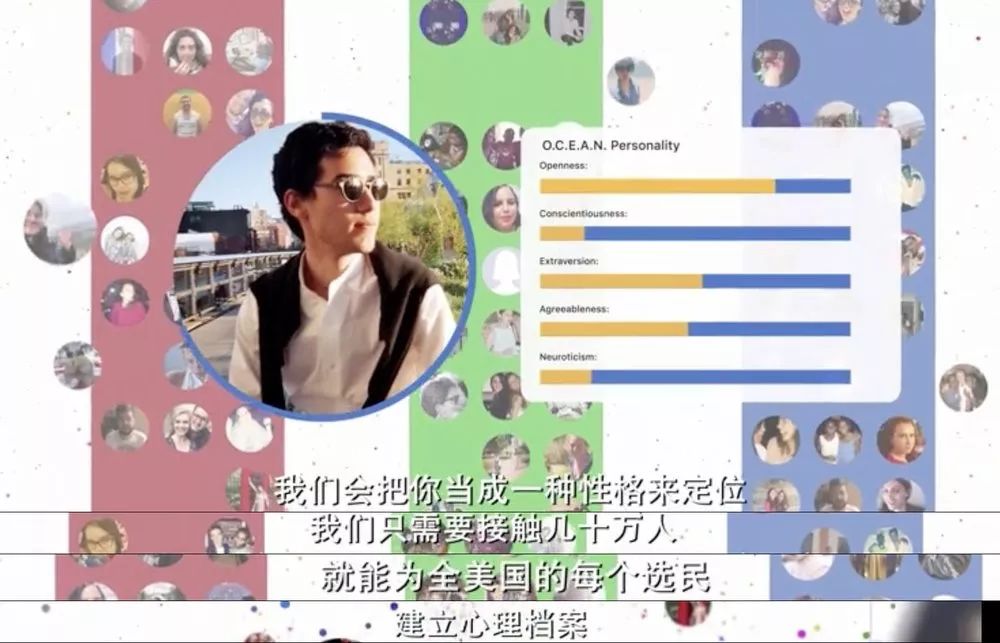 O.C.E.A.N. Personality
Openness:
Conscientiousness:
Extraversion:
Agreeableness:
Neuroticism:
我们会把你当成一种性格来定位
我们只需要接触几十万人
就能为全美国的每个选民
建立心理档案